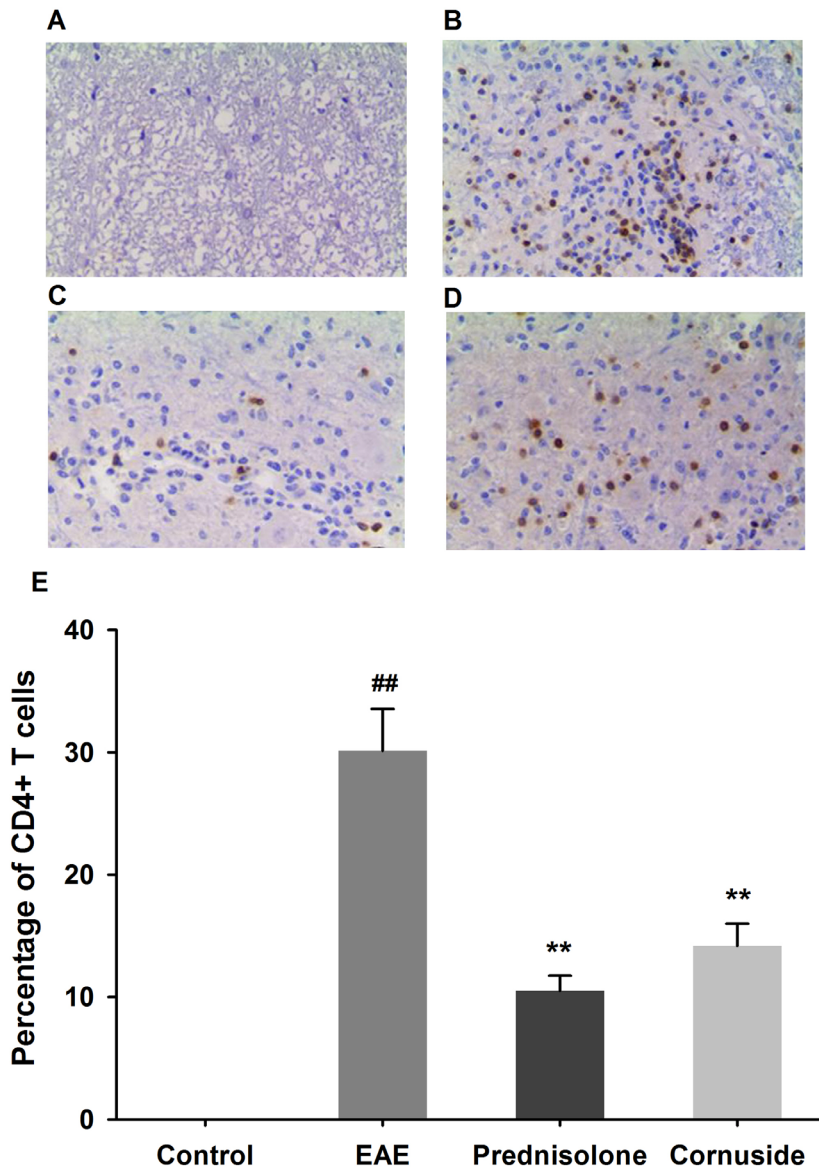 A
B
C
D
E
Percentage of CD4+ T cells
40
30
20
10
0
##
**
**
Control EAE Prednisolone Cornuside